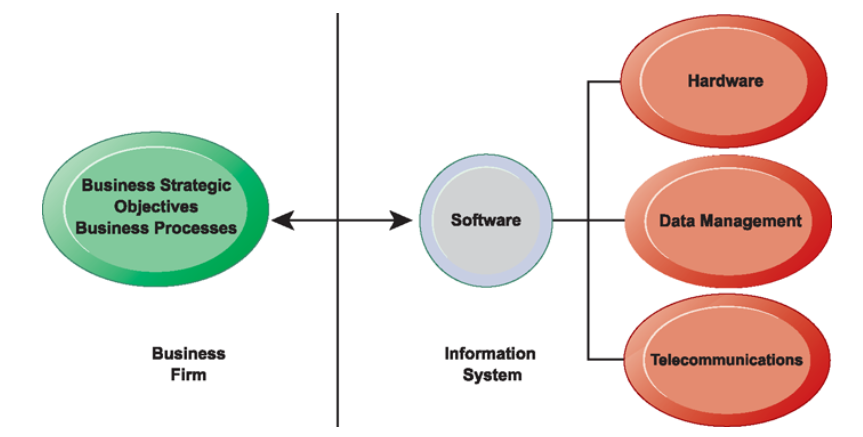 Business Strategic
Objectives
Business Processes
Software
Hardware
Data Management
Telecommunications
Business
Firm
Information
System